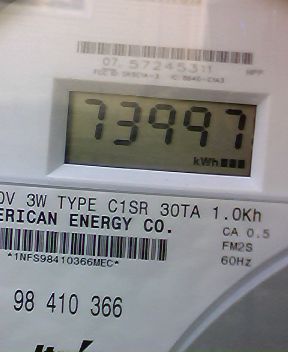 07. 57245311
73997
kWh
0V 3W TYPE C1SR 30TA 1.0Kh
ERICAN ENERGY CO.
CA 0.5
FM2S
*1NFS98410366MEC*
60Hz
98 410 366